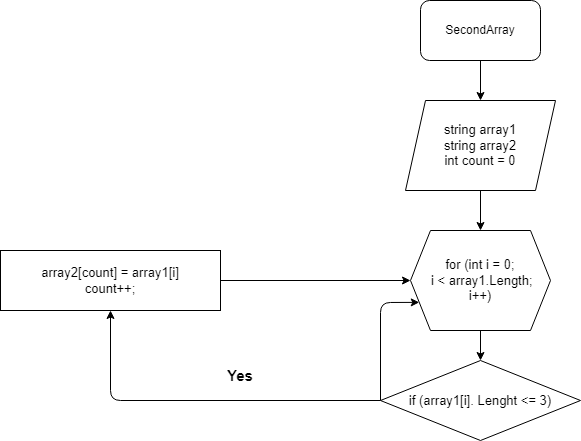 SecondArray
string array1
string array2
int count = 0
for (int i = 0;
i < array1.Length;
i++)
array2[count] = array1[i]
count++;
Yes
if (array1[i]. Lenght <= 3)